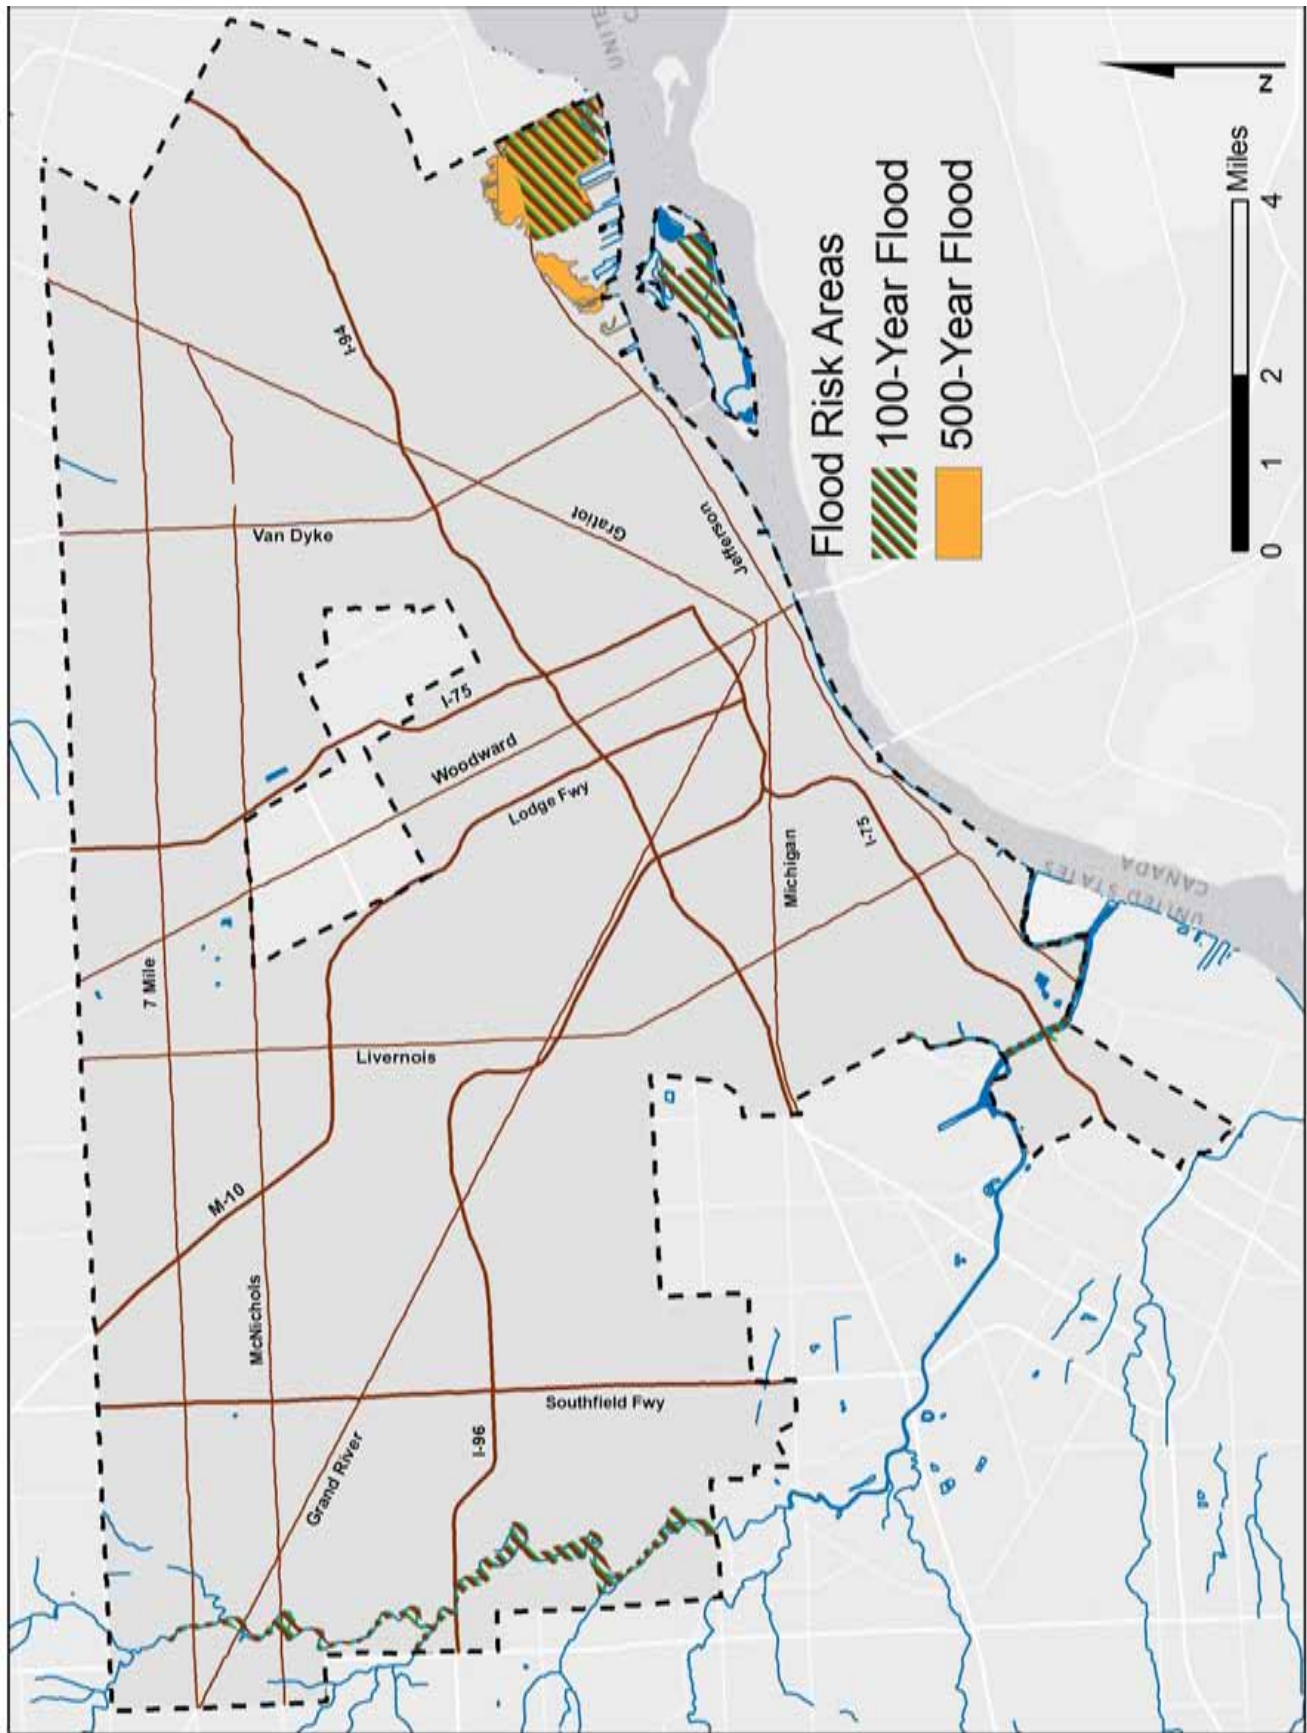 UNITE
C
N
Miles
0 1 2 4
Flood Risk Areas
100-Year Flood
500-Year Flood
I-94
Van Dyke
Gratiot
Jefferson
I-75
Woodward
Lodge Fwy
Michigan
I-75
7 Mile
Livernois
M-10
McNichols
Southfield Fwy
Grand River
I-96
UNITED STATES
CANADA